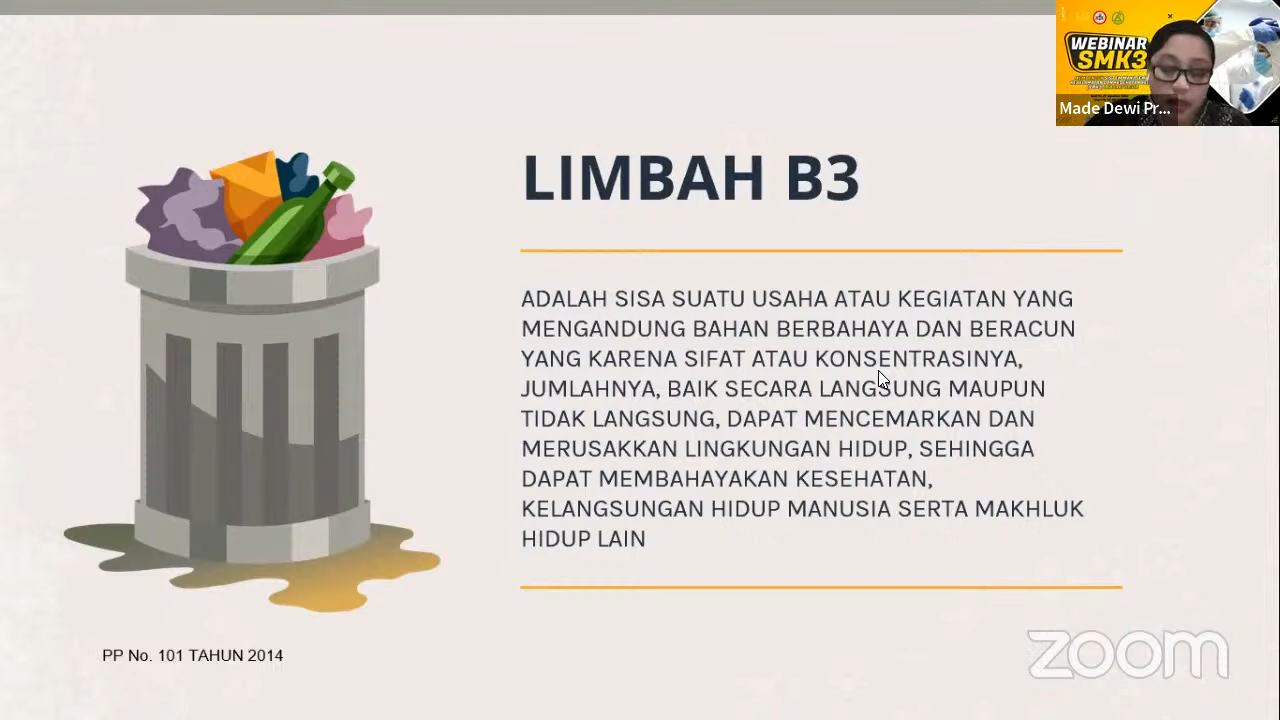 WEBINAR
SMK3
Made Dewi Pr...
LIMBAH B3
ADALAH SISA SUATU USAHA ATAU KEGIATAN YANG
MENGANDUNG BAHAN BERBAHAYA DAN BERACUN
YANG KARENA SIFAT ATAU KONSENTRASINYA,
JUMLAHNYA, BAIK SECARA LANGSUNG MAUPUN
TIDAK LANGSUNG, DAPAT MENCEMARKAN DAN
MERUSAKKAN LINGKUNGAN HIDUP, SEHINGGA
DAPAT MEMBAHAYAKAN KESEHATAN,
KELANGSUNGAN HIDUP MANUSIA SERTA MAKHLUK
HIDUP LAIN
PP No. 101 TAHUN 2014
zoom